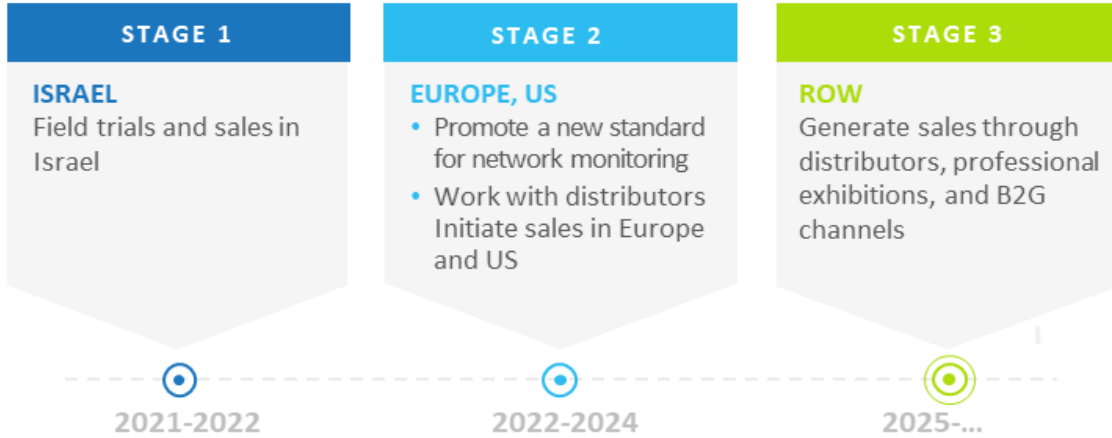 STAGE 1
ISRAEL
Field trials and sales in
Israel
2021-2022
STAGE 2
EUROPE, US
• Promote a new standard
for network monitoring
• Work with distributors
Initiate sales in Europe
and US
2022-2024
STAGE 3
ROW
Generate sales through
distributors, professional
exhibitions, and B2G
channels
2025-...